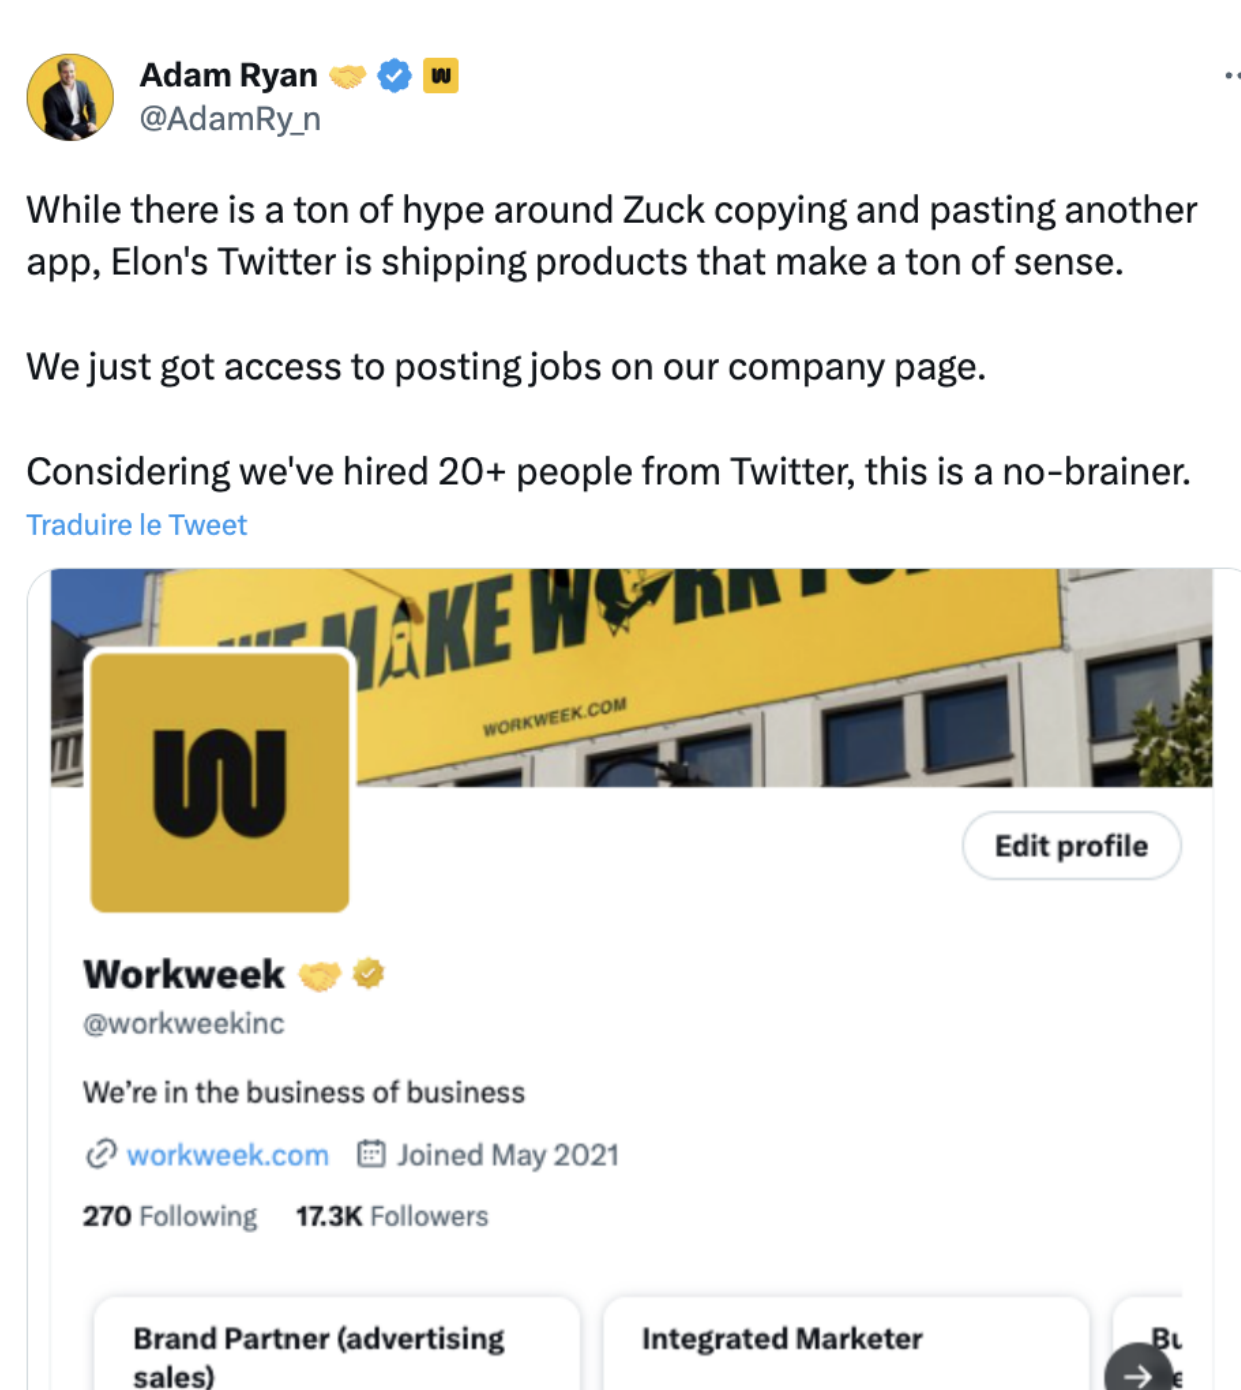 Adam Ryan
@AdamRy_n
While there is a ton of hype around Zuck copying and pasting another
app, Elon's Twitter is shipping products that make a ton of sense.
We just got access to posting jobs on our company page.
Considering we've hired 20+ people from Twitter, this is a no-brainer.
Traduire le Tweet
MAKE
WORKWEEK.COM
W
Edit profile
Workweek
@workweekinc
We're in the business of business
workweek.com Joined May 2021
270 Following 17.3K Followers
Brand Partner (advertising
sales)
Integrated Marketer